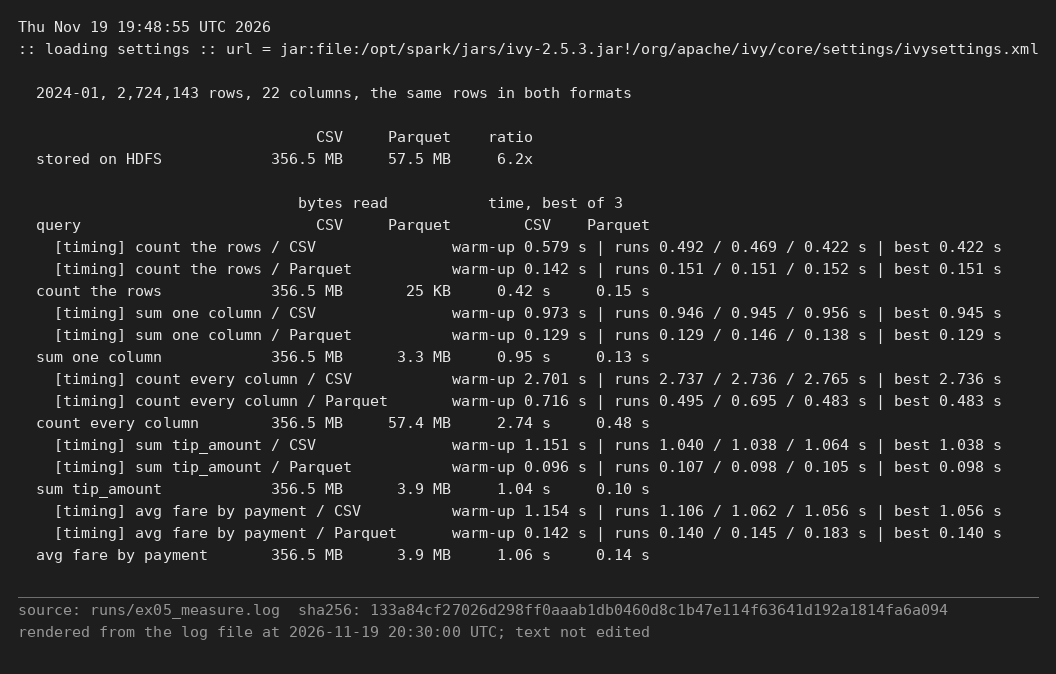 Thu Nov 19 19:48:55 UTC 2026
:: loading settings :: url = jar:file:/opt/spark/jars/ivy-2.5.3.jar!/org/apache/ivy/core/settings/ivysettings.xml
2024-01, 2,724,143 rows, 22 columns, the same rows in both formats
CSV     Parquet    ratio
stored on HDFS            356.5 MB     57.5 MB     6.2x
bytes read           time, best of 3
query                          CSV     Parquet        CSV    Parquet
[timing] count the rows / CSV               warm-up 0.579 s | runs 0.492 / 0.469 / 0.422 s | best 0.422 s
[timing] count the rows / Parquet           warm-up 0.142 s | runs 0.151 / 0.151 / 0.152 s | best 0.151 s
count the rows            356.5 MB       25 KB     0.42 s     0.15 s
[timing] sum one column / CSV               warm-up 0.973 s | runs 0.946 / 0.945 / 0.956 s | best 0.945 s
[timing] sum one column / Parquet           warm-up 0.129 s | runs 0.129 / 0.146 / 0.138 s | best 0.129 s
sum one column            356.5 MB      3.3 MB     0.95 s     0.13 s
[timing] count every column / CSV           warm-up 2.701 s | runs 2.737 / 2.736 / 2.765 s | best 2.736 s
[timing] count every column / Parquet       warm-up 0.716 s | runs 0.495 / 0.695 / 0.483 s | best 0.483 s
count every column        356.5 MB     57.4 MB     2.74 s     0.48 s
[timing] sum tip_amount / CSV               warm-up 1.151 s | runs 1.040 / 1.038 / 1.064 s | best 1.038 s
[timing] sum tip_amount / Parquet           warm-up 0.096 s | runs 0.107 / 0.098 / 0.105 s | best 0.098 s
sum tip_amount            356.5 MB      3.9 MB     1.04 s     0.10 s
[timing] avg fare by payment / CSV          warm-up 1.154 s | runs 1.106 / 1.062 / 1.056 s | best 1.056 s
[timing] avg fare by payment / Parquet      warm-up 0.142 s | runs 0.140 / 0.145 / 0.183 s | best 0.140 s
avg fare by payment       356.5 MB      3.9 MB     1.06 s     0.14 s
source: runs/ex05_measure.log  sha256: 133a84cf27026d298ff0aaab1db0460d8c1b47e114f63641d192a1814fa6a094
rendered from the log file at 2026-11-19 20:30:00 UTC; text not edited